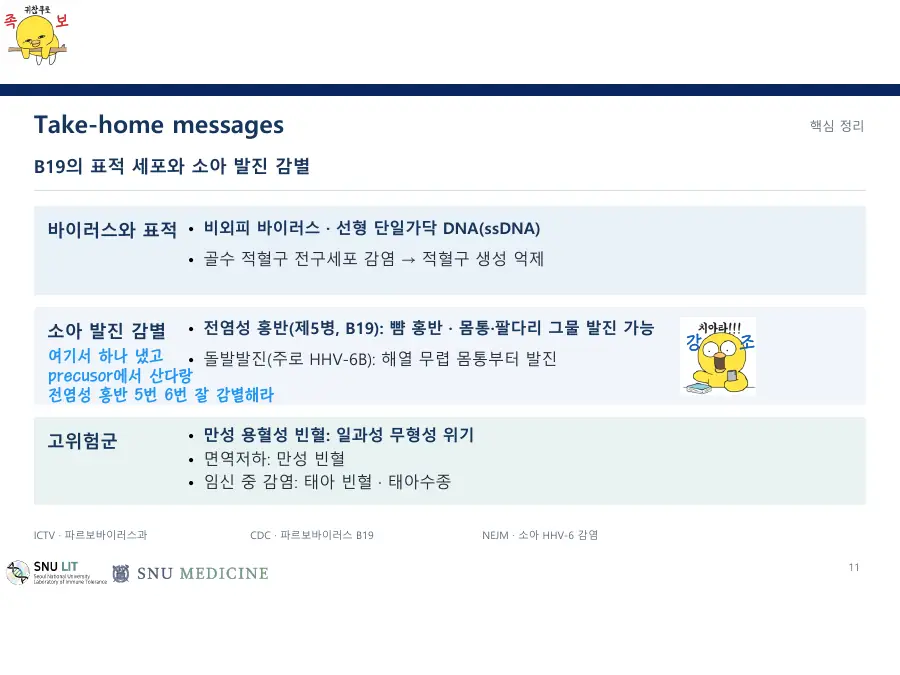 귀찮무료
족 보
Take-home messages
핵심 정리
B19의 표적 세포와 소아 발진 감별
바이러스와 표적
• 비외피 바이러스 · 선형 단일가닥 DNA(ssDNA)
• 골수 적혈구 전구세포 감염 → 적혈구 생성 억제
소아 발진 감별
• 전염성 홍반(제5병, B19): 뺨 홍반 · 몸통·팔다리 그물 발진 가능
• 돌발발진(주로 HHV-6B): 해열 무렵 몸통부터 발진
여기서 하나 냈고
precusor에서 산다랑
전염성 홍반 5번 6번 잘 감별해라
치아라!!!
강 조
고위험군
• 만성 용혈성 빈혈: 일과성 무형성 위기
• 면역저하: 만성 빈혈
• 임신 중 감염: 태아 빈혈 · 태아수종
ICTV · 파르보바이러스과
CDC · 파르보바이러스 B19
NEJM · 소아 HHV-6 감염
SNU LIT
Seoul National University
Laboratory of Immune Tolerance
SNU MEDICINE
11